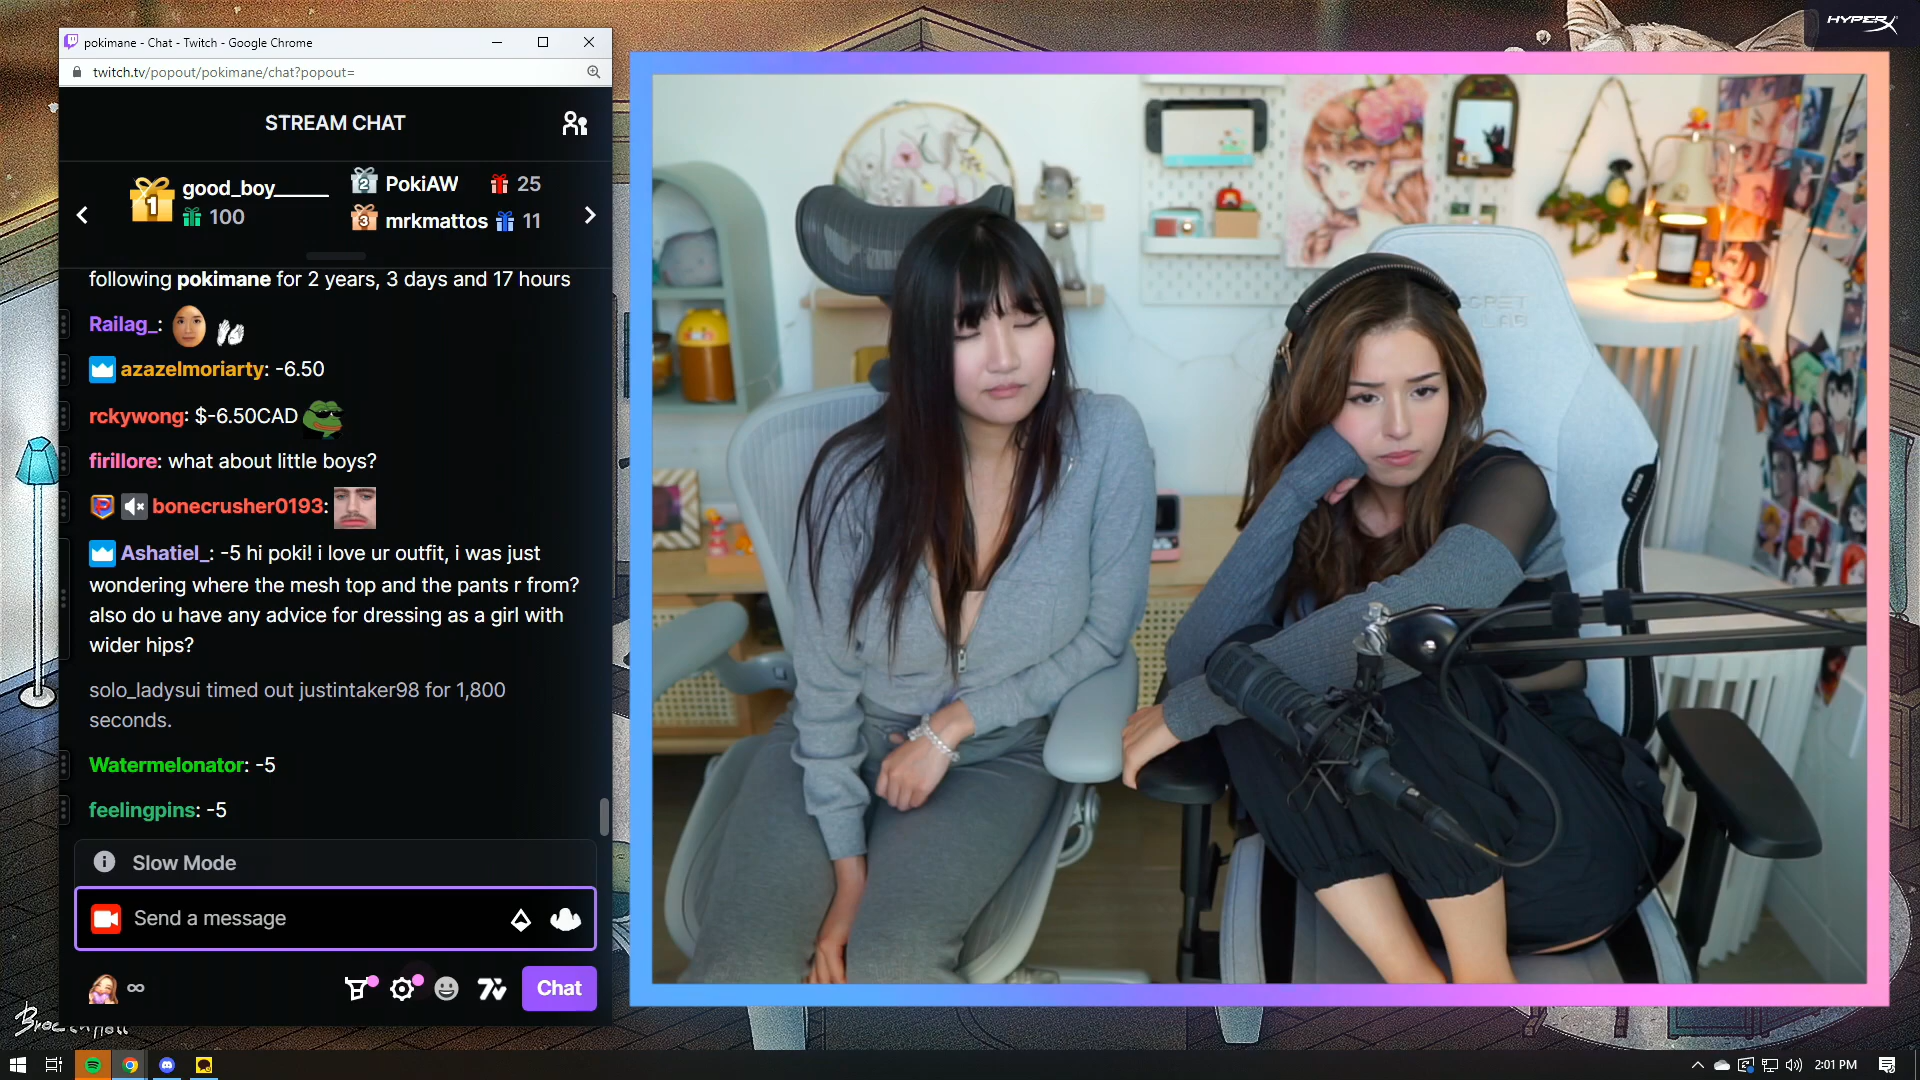 pokimane - Chat - Twitch - Google Chrome
twitch.tv/popout/pokimane/chat?popout=
STREAM CHAT
1 good_boy______ 100
2 PokiAW 25
3 mrkmattos 11
following pokimane for 2 years, 3 days and 17 hours
Railag_:
azazelmoriarty: -6.50
rckywong: $-6.50CAD
firillore: what about little boys?
bonecrusher0193:
Ashatiel_: -5 hi poki! i love ur outfit, i was just
wondering where the mesh top and the pants r from?
also do u have any advice for dressing as a girl with
wider hips?
solo_ladysui timed out justintaker98 for 1,800
seconds.
Watermelonator: -5
feelingpins: -5
Slow Mode
Send a message
∞
Chat
HYPERX
2:01 PM